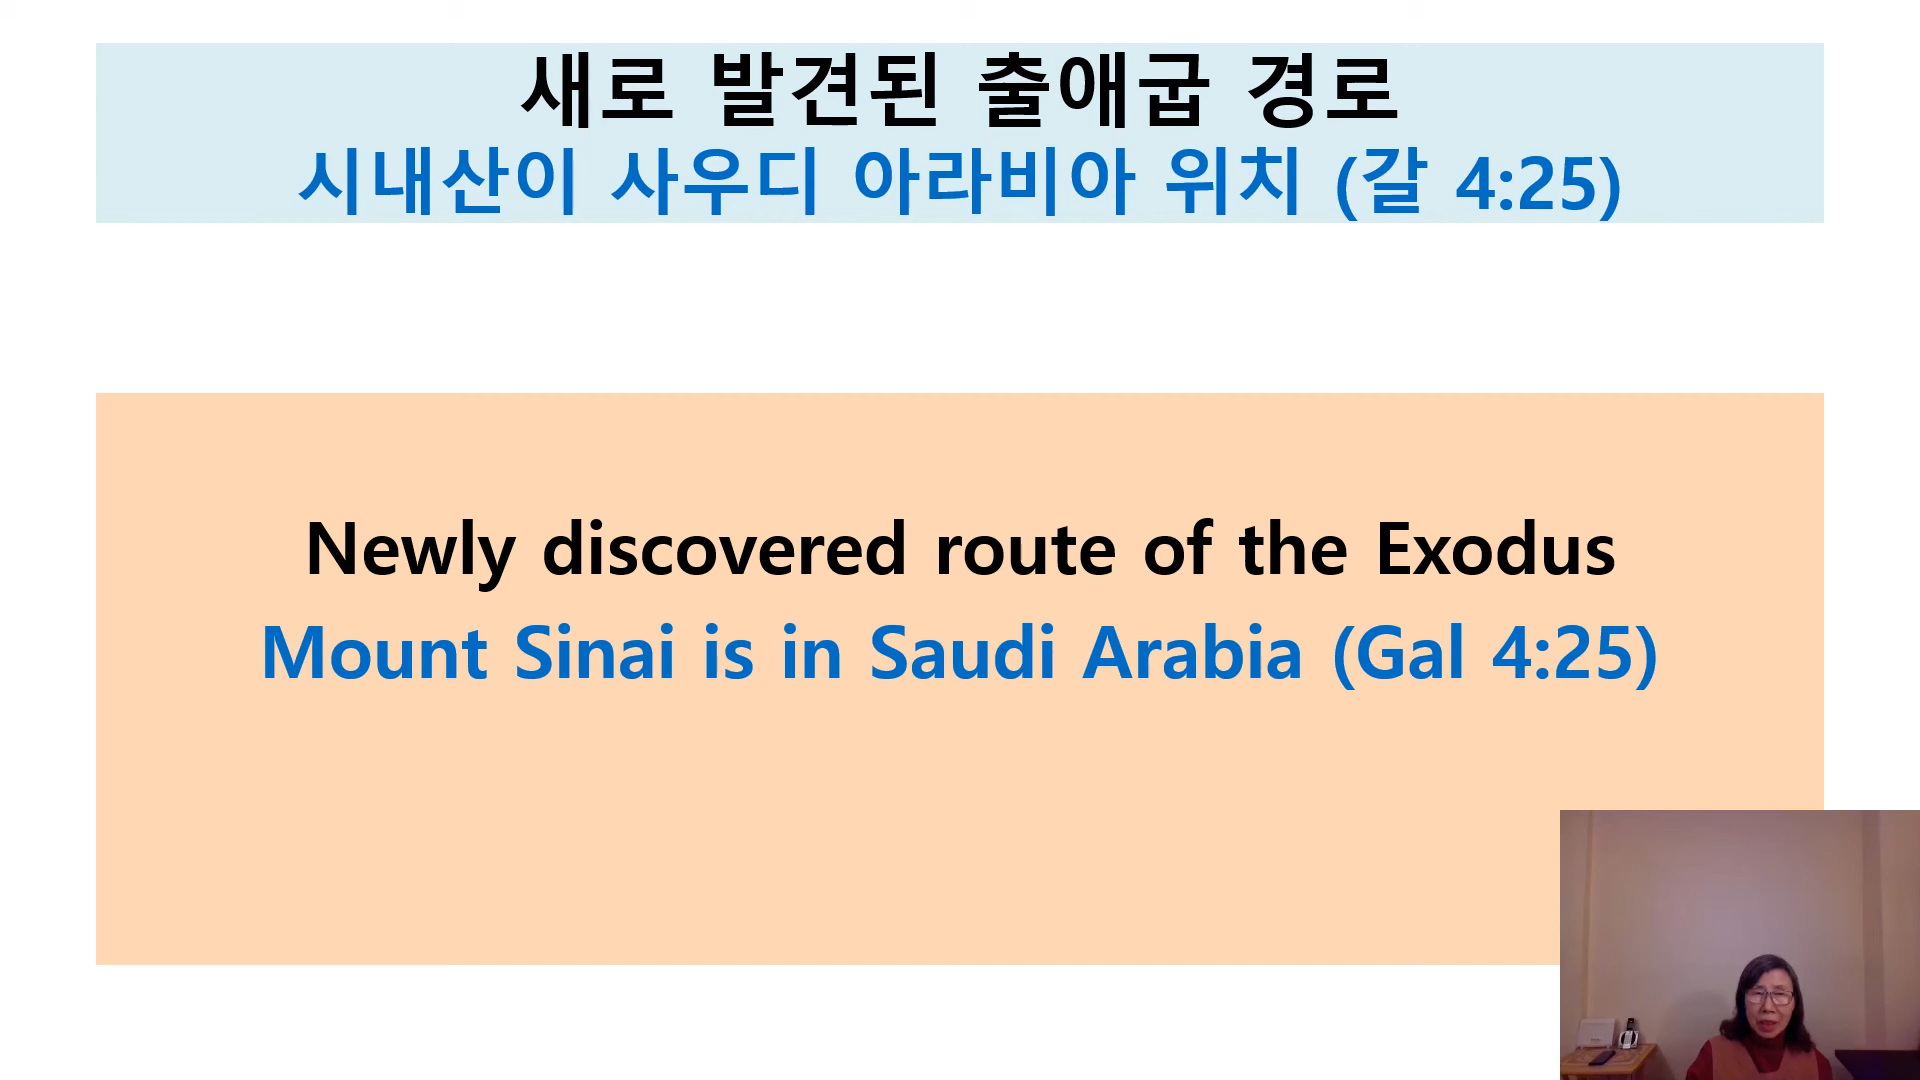 새로 발견된 출애굽 경로
시내산이 사우디 아라비아 위치 (갈 4:25)
Newly discovered route of the Exodus
Mount Sinai is in Saudi Arabia (Gal 4:25)